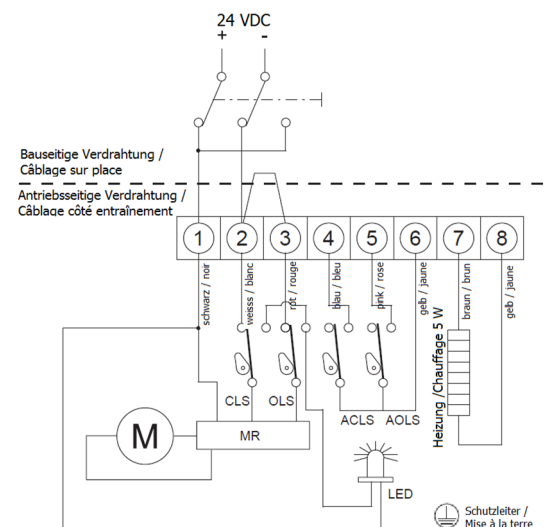 24 VDC
+ -
Bauseitige Verdrahtung /
Câblage sur place
Antriebsseitige Verdrahtung /
Câblage côté entraînement
1 2 3 4 5 6 7 8
schwarz / noir
weisss / blanc
rot / rouge
blau / bleu
pink / rose
gelb / jaune
braun / brun
gelb / jaune
Heizung /Chauffage 5 W
CLS OLS
ACLS AOLS
M
MR
LED
Schutzleiter /
Mise à la terre